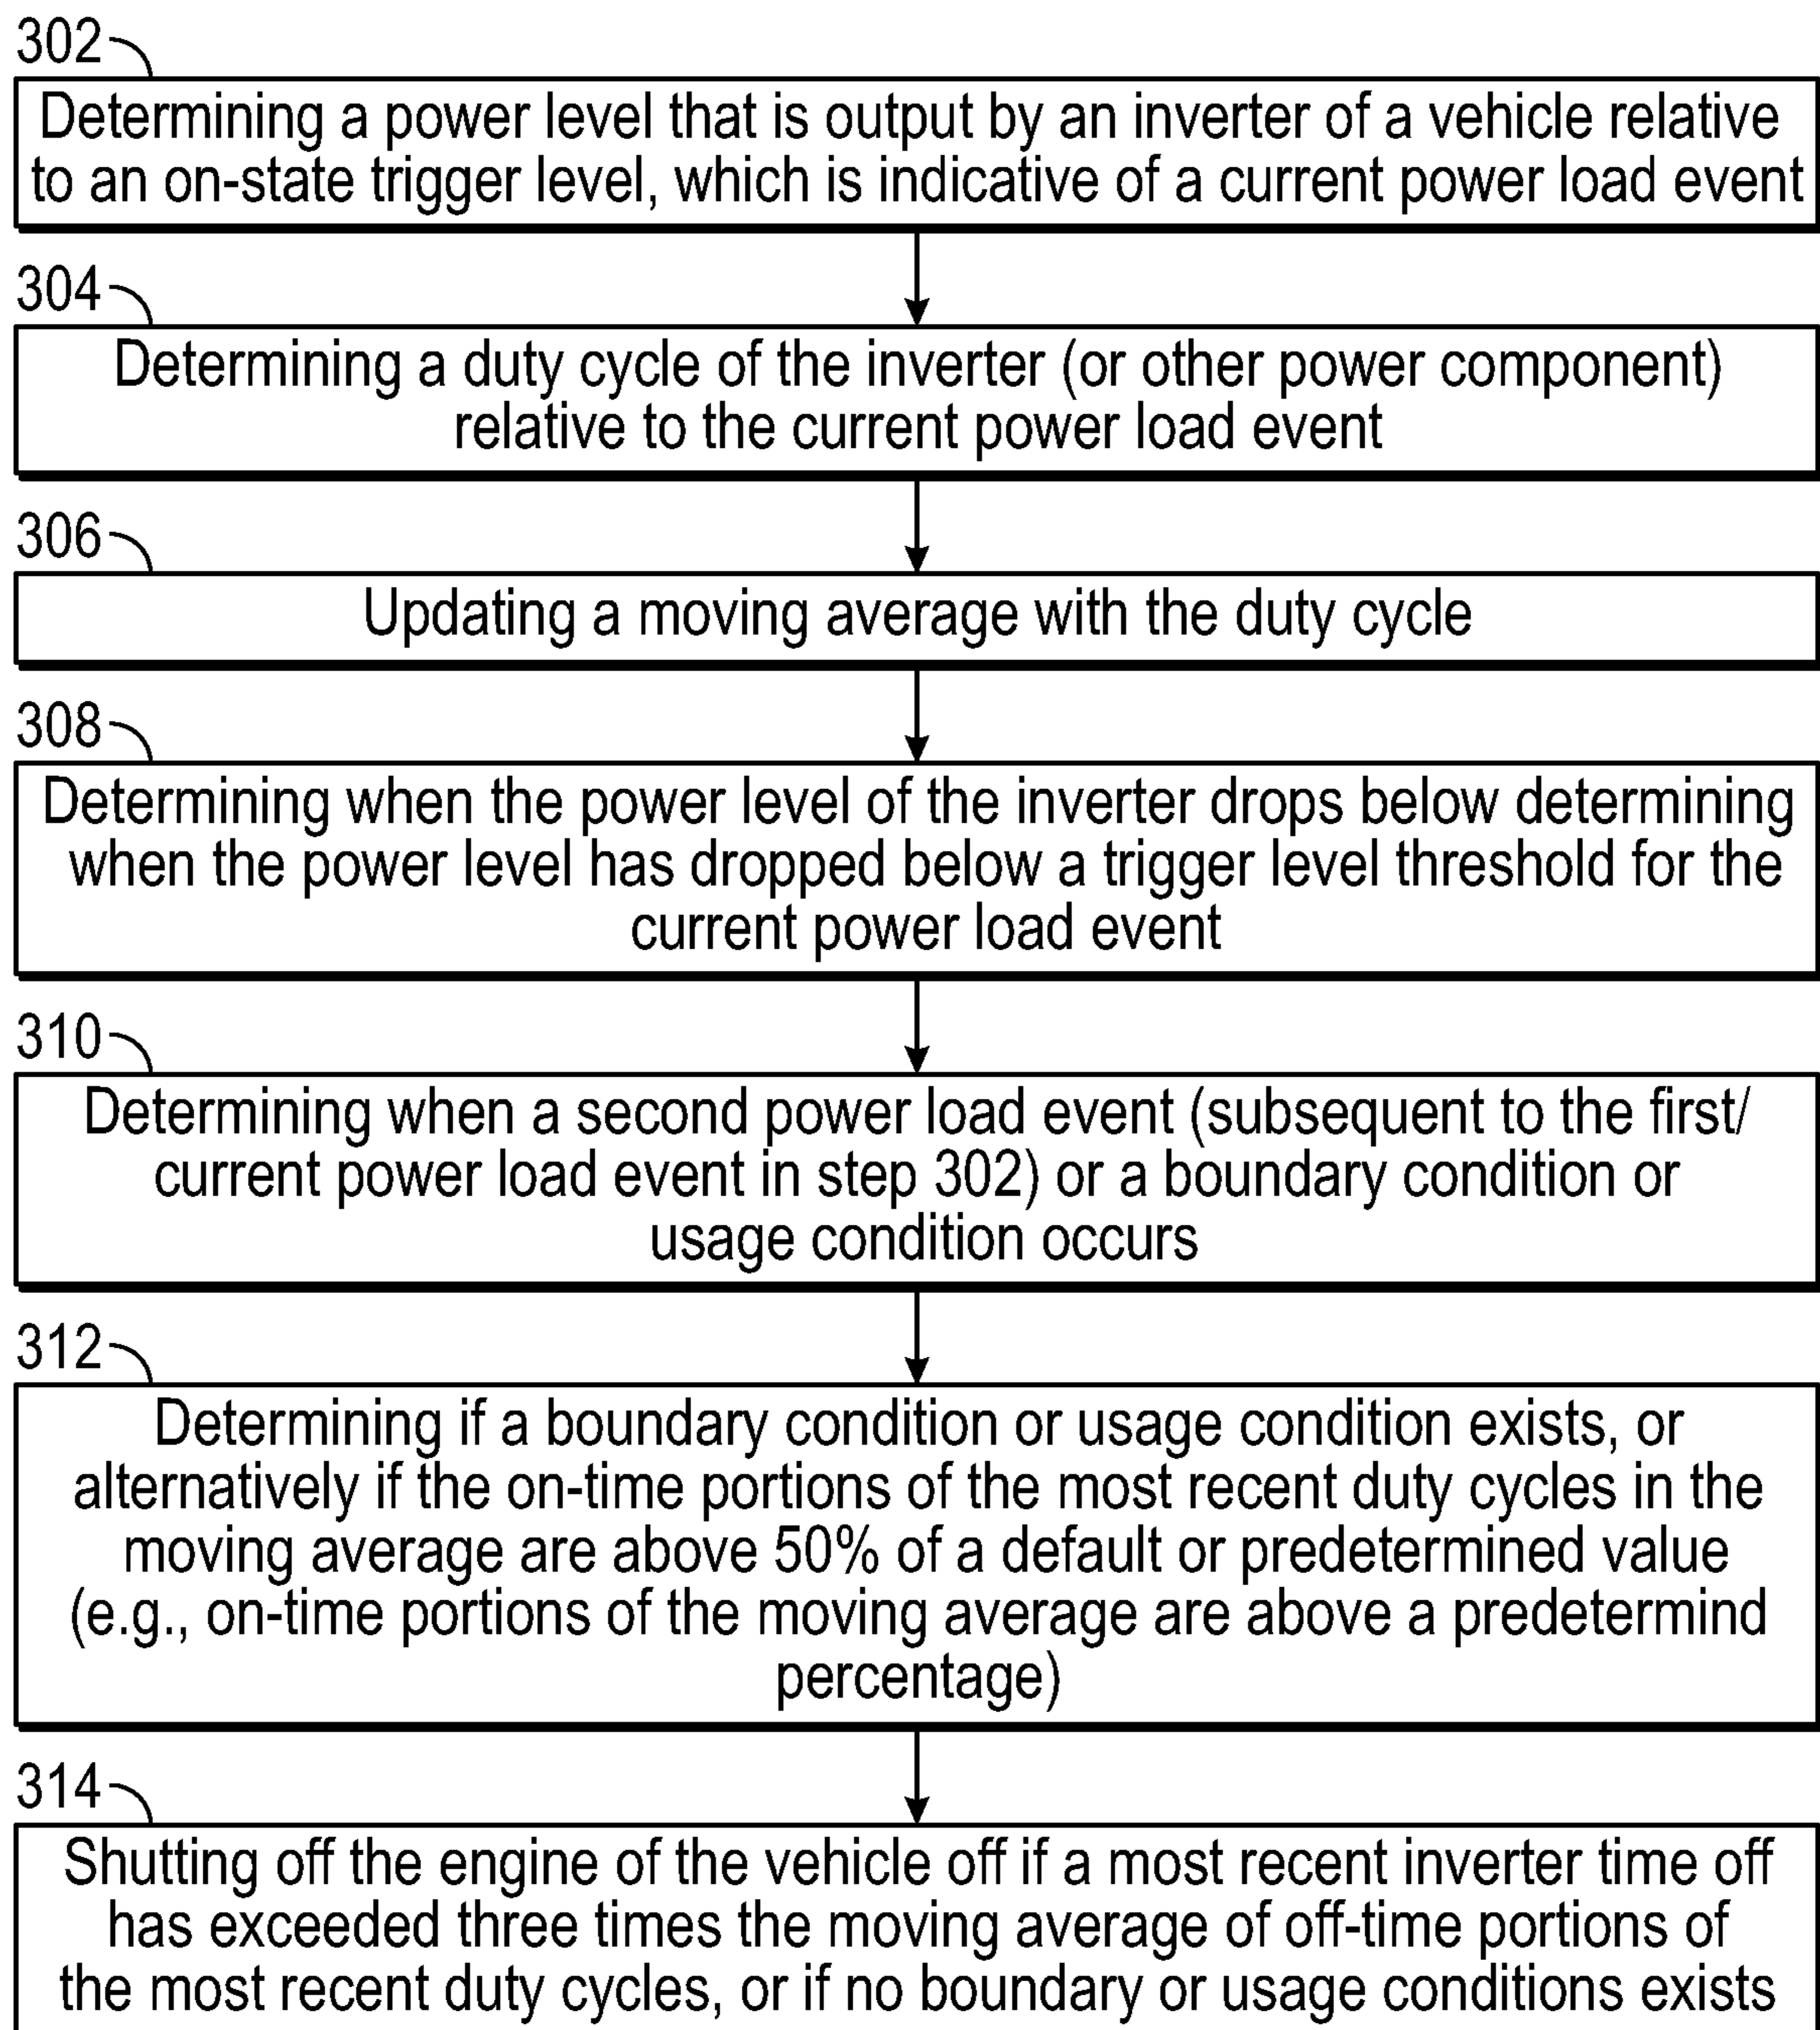 302
Determining a power level that is output by an inverter of a vehicle relative
to an on-state trigger level, which is indicative of a current power load event
304
Determining a duty cycle of the inverter (or other power component)
relative to the current power load event
306
Updating a moving average with the duty cycle
308
Determining when the power level of the inverter drops below determining
when the power level has dropped below a trigger level threshold for the
current power load event
310
Determining when a second power load event (subsequent to the first/
current power load event in step 302) or a boundary condition or
usage condition occurs
312
Determining if a boundary condition or usage condition exists, or
alternatively if the on-time portions of the most recent duty cycles in the
moving average are above 50% of a default or predetermined value
(e.g., on-time portions of the moving average are above a predetermind
percentage)
314
Shutting off the engine of the vehicle off if a most recent inverter time off
has exceeded three times the moving average of off-time portions of
the most recent duty cycles, or if no boundary or usage conditions exists